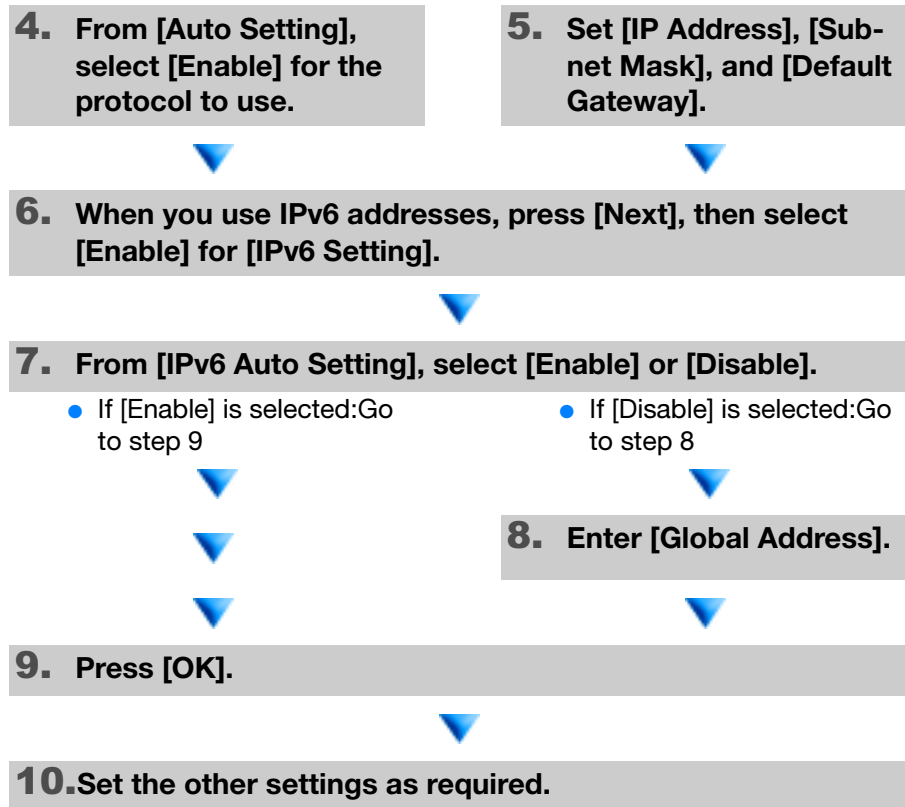 4. From [Auto Setting],
select [Enable] for the
protocol to use.
5. Set [IP Address], [Sub-
net Mask], and [Default
Gateway].
6. When you use IPv6 addresses, press [Next], then select
[Enable] for [IPv6 Setting].
7. From [IPv6 Auto Setting], select [Enable] or [Disable].
● If [Enable] is selected:Go
to step 9
● If [Disable] is selected:Go
to step 8
8. Enter [Global Address].
9. Press [OK].
10.Set the other settings as required.